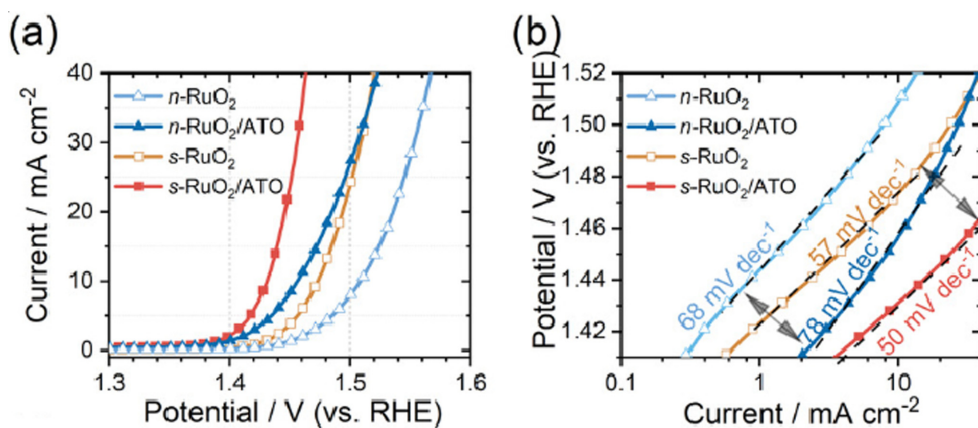 (a)
40
30
20
10
0
Current / mA cm⁻²
n-RuO₂
n-RuO₂/ATO
s-RuO₂
s-RuO₂/ATO
1.3
1.4
1.5
1.6
Potential / V (vs. RHE)
(b)
1.52
1.50
1.48
1.46
1.44
1.42
Potential / V (vs. RHE)
n-RuO₂
n-RuO₂/ATO
s-RuO₂
s-RuO₂/ATO
68 mV dec⁻¹
57 mV dec⁻¹
78 mV dec⁻¹
50 mV dec⁻¹
0.1
1
10
Current / mA cm⁻²